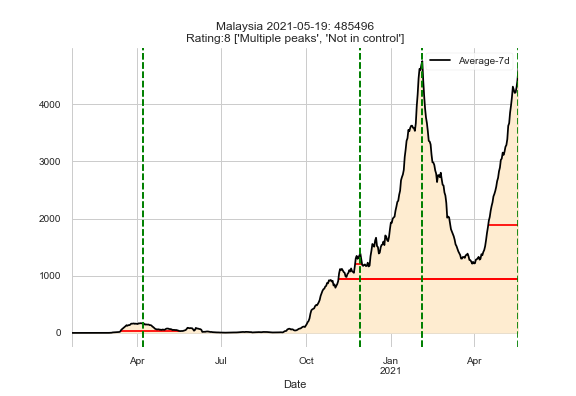 Malaysia 2021-05-19: 485496
Rating:8 ['Multiple peaks', 'Not in control']
Average-7d
4000
3000
2000
1000
0
Apr Jul Oct Jan Apr
2021
Date